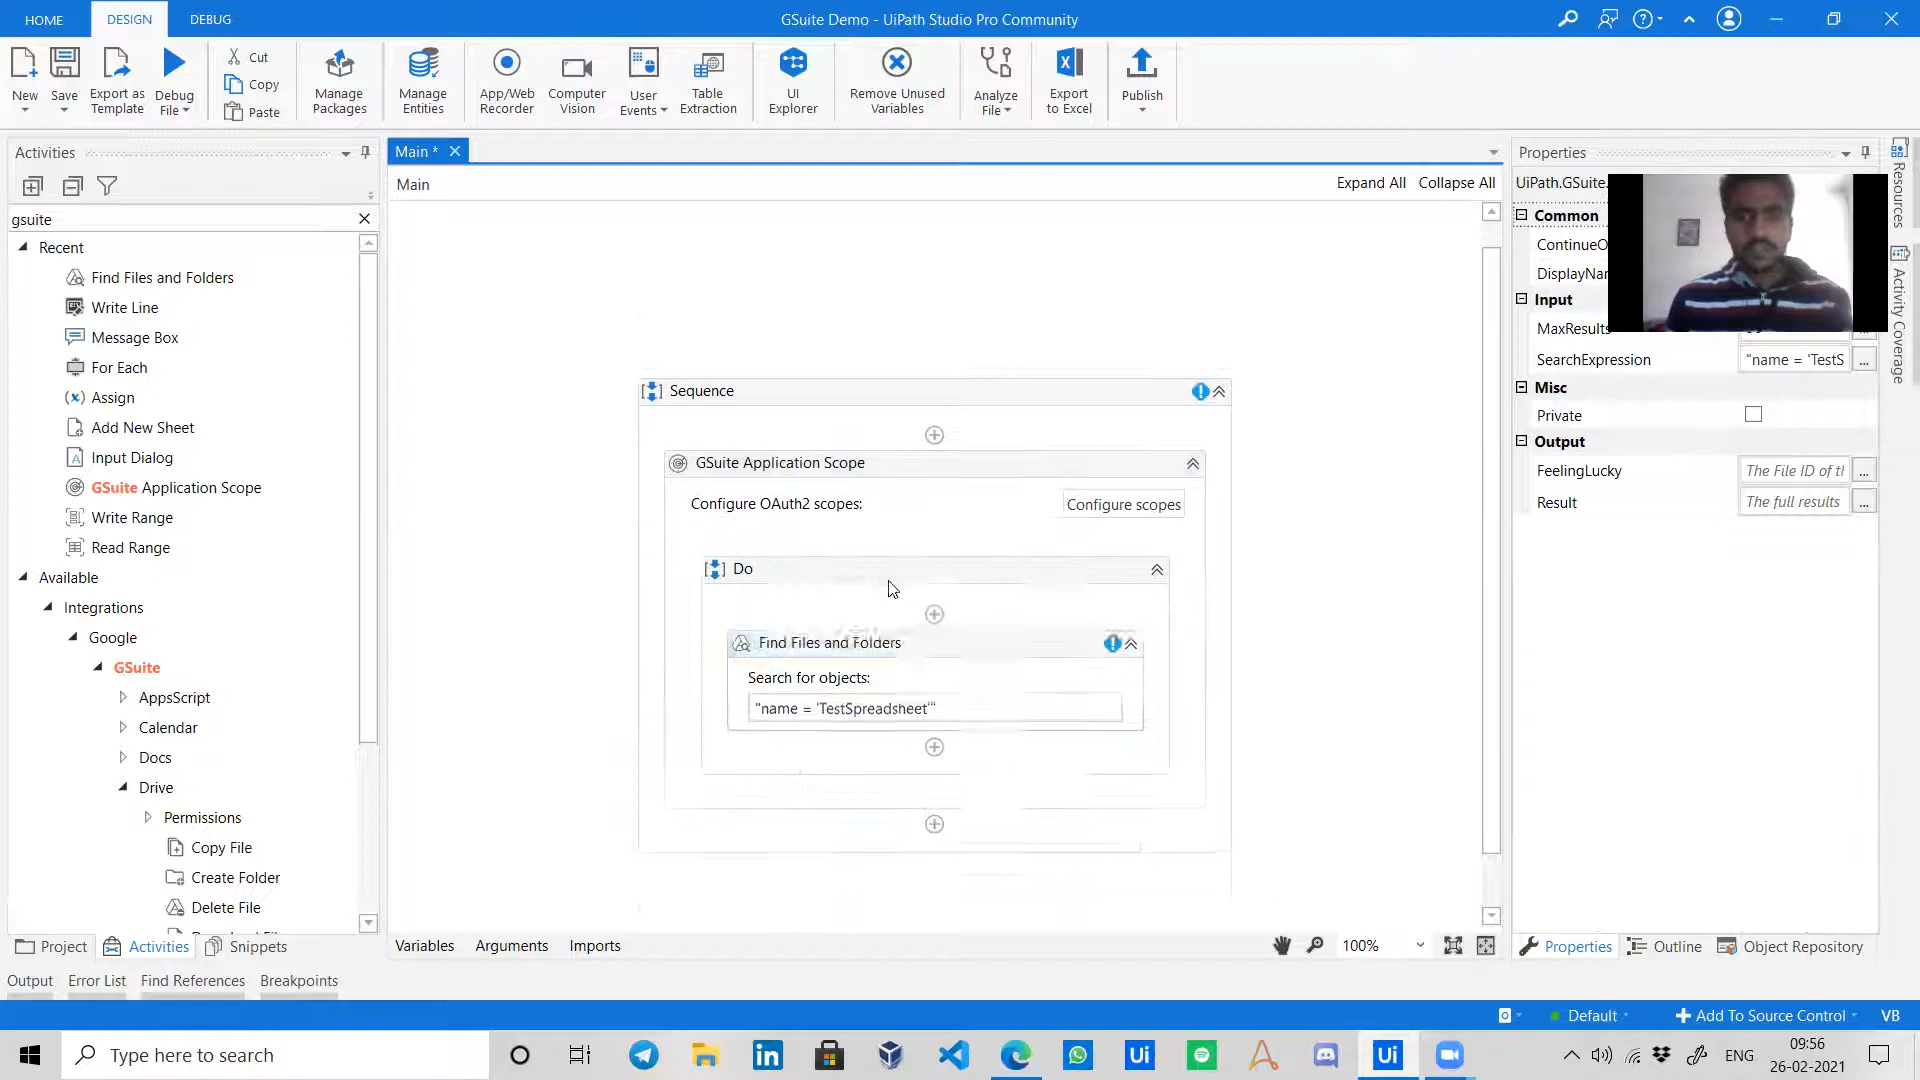 HOME DESIGN DEBUG GSuite Demo - UiPath Studio Pro Community
New Save Export as Template Debug File Cut Copy Paste
Manage Packages
Manage Entities
App/Web Recorder
Computer Vision
User Events
Table Extraction
UI Explorer
Remove Unused Variables
Analyze File
Export to Excel
Publish
Activities
gsuite
Recent
Find Files and Folders
Write Line
Message Box
For Each
Assign
Add New Sheet
Input Dialog
GSuite Application Scope
Write Range
Read Range
Available
Integrations
Google
GSuite
AppsScript
Calendar
Docs
Drive
Permissions
Copy File
Create Folder
Delete File
Project Activities Snippets
Main *
Main Expand All Collapse All
Sequence
GSuite Application Scope
Configure OAuth2 scopes: Configure scopes
Do
Find Files and Folders
Search for objects:
"name = 'TestSpreadsheet'"
Variables Arguments Imports 100%
Properties
UiPath.GSuite.
Common
ContinueO
DisplayNam
Input
MaxResults
SearchExpression "name = 'TestS
Misc
Private
Output
FeelingLucky The File ID of tl
Result The full results
Properties Outline Object Repository
Resources
Activity Coverage
Output Error List Find References Breakpoints
Default Add To Source Control VB
Type here to search
ENG 09:56
26-02-2021